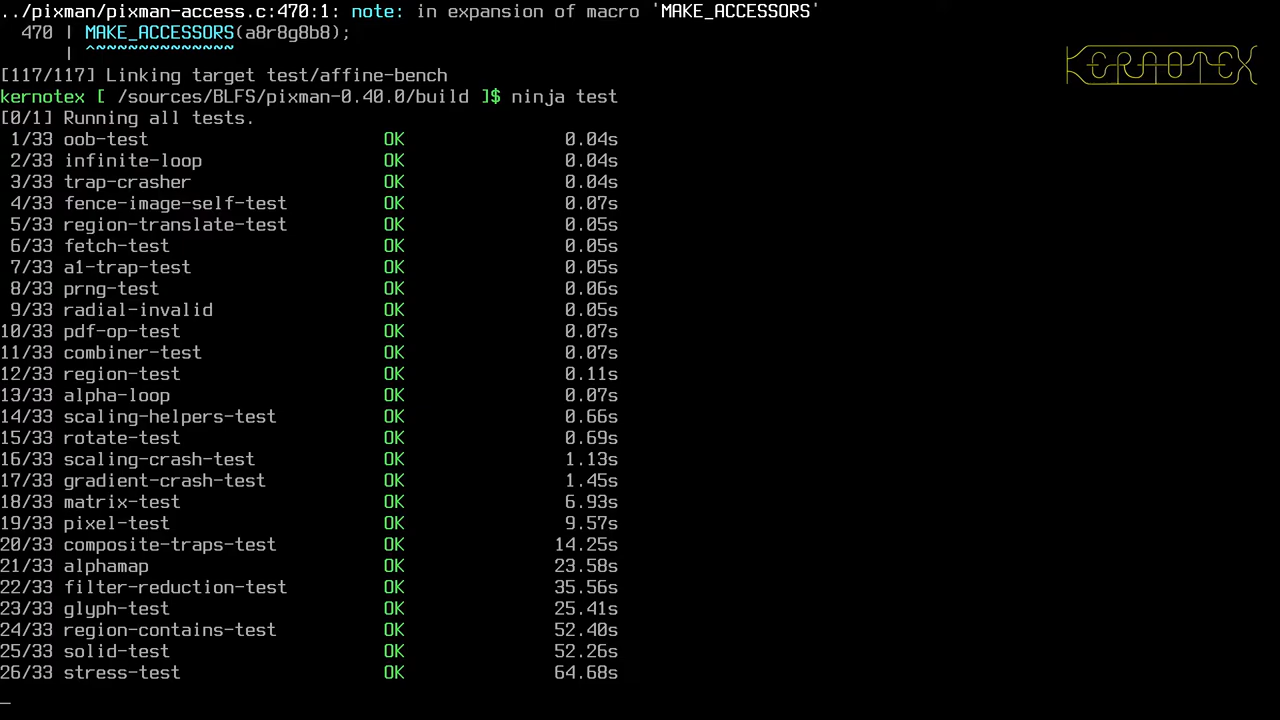 ../pixman/pixman-access.c:470:1: note: in expansion of macro 'MAKE_ACCESSORS'
470 | MAKE_ACCESSORS(a8r8g8b8);
| ^~~~~~~~~~~~~~
KERNOTEX
[117/117] Linking target test/affine-bench
kernotex [ /sources/BLFS/pixman-0.40.0/build ]$ ninja test
[0/1] Running all tests.
1/33 oob-test OK 0.04s
2/33 infinite-loop OK 0.04s
3/33 trap-crasher OK 0.04s
4/33 fence-image-self-test OK 0.07s
5/33 region-translate-test OK 0.05s
6/33 fetch-test OK 0.05s
7/33 a1-trap-test OK 0.05s
8/33 prng-test OK 0.06s
9/33 radial-invalid OK 0.05s
10/33 pdf-op-test OK 0.07s
11/33 combiner-test OK 0.07s
12/33 region-test OK 0.11s
13/33 alpha-loop OK 0.07s
14/33 scaling-helpers-test OK 0.66s
15/33 rotate-test OK 0.69s
16/33 scaling-crash-test OK 1.13s
17/33 gradient-crash-test OK 1.45s
18/33 matrix-test OK 6.93s
19/33 pixel-test OK 9.57s
20/33 composite-traps-test OK 14.25s
21/33 alphamap OK 23.58s
22/33 filter-reduction-test OK 35.56s
23/33 glyph-test OK 25.41s
24/33 region-contains-test OK 52.40s
25/33 solid-test OK 52.26s
26/33 stress-test OK 64.68s